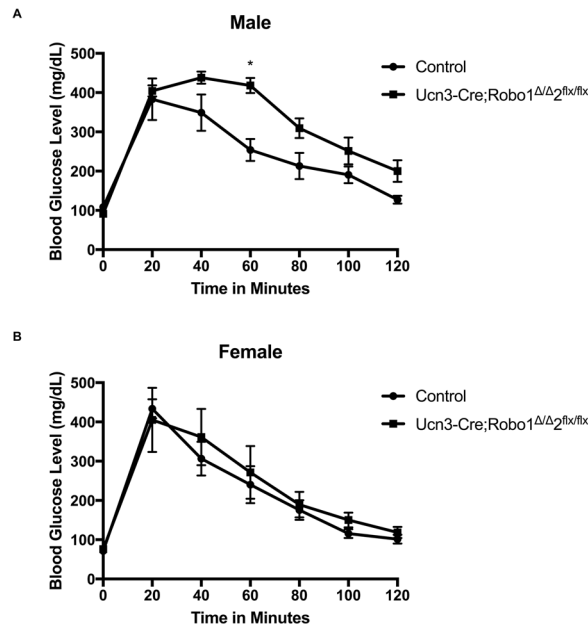 A
Male
Blood Glucose Level (mg/dL)
500
400
300
200
100
0
*
0 20 40 60 80 100 120
Time in Minutes
Control
Ucn3-Cre;Robo1Δ/Δ2flx/flx
B
Female
Blood Glucose Level (mg/dL)
500
400
300
200
100
0
0 20 40 60 80 100 120
Time in Minutes
Control
Ucn3-Cre;Robo1Δ/Δ2flx/flx